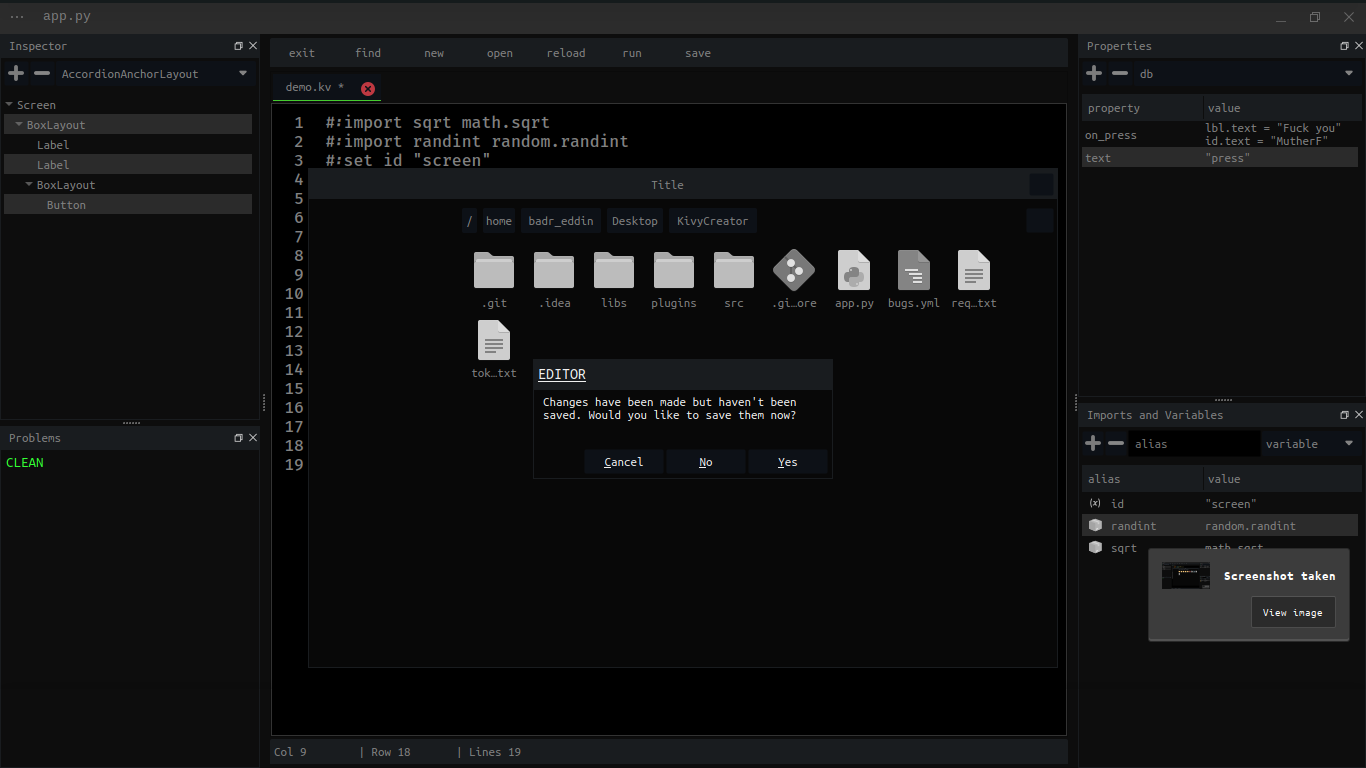 app.py
Inspector
AccordionAnchorLayout
Screen
BoxLayout
Label
Label
BoxLayout
Button
Problems
CLEAN
exit find new open reload run save
demo.kv *
1 #:import sqrt math.sqrt
2 #:import randint random.randint
3 #:set id "screen"
4
5
6
7
8
9
10
11
12
13
14
15
16
17
18
19
Title
/ home badr_eddin Desktop KivyCreator
.git .idea libs plugins src .gi…ore app.py bugs.yml req…txt
tok…txt
EDITOR
Changes have been made but haven't been
saved. Would you like to save them now?
Cancel No Yes
Col 9 | Row 18 | Lines 19
Properties
db
property value
on_press lbl.text = "Fuck you"
id.text = "MutherF"
text "press"
Imports and Variables
alias variable
alias value
(x) id "screen"
randint random.randint
sqrt math.sqrt
Screenshot taken
View image